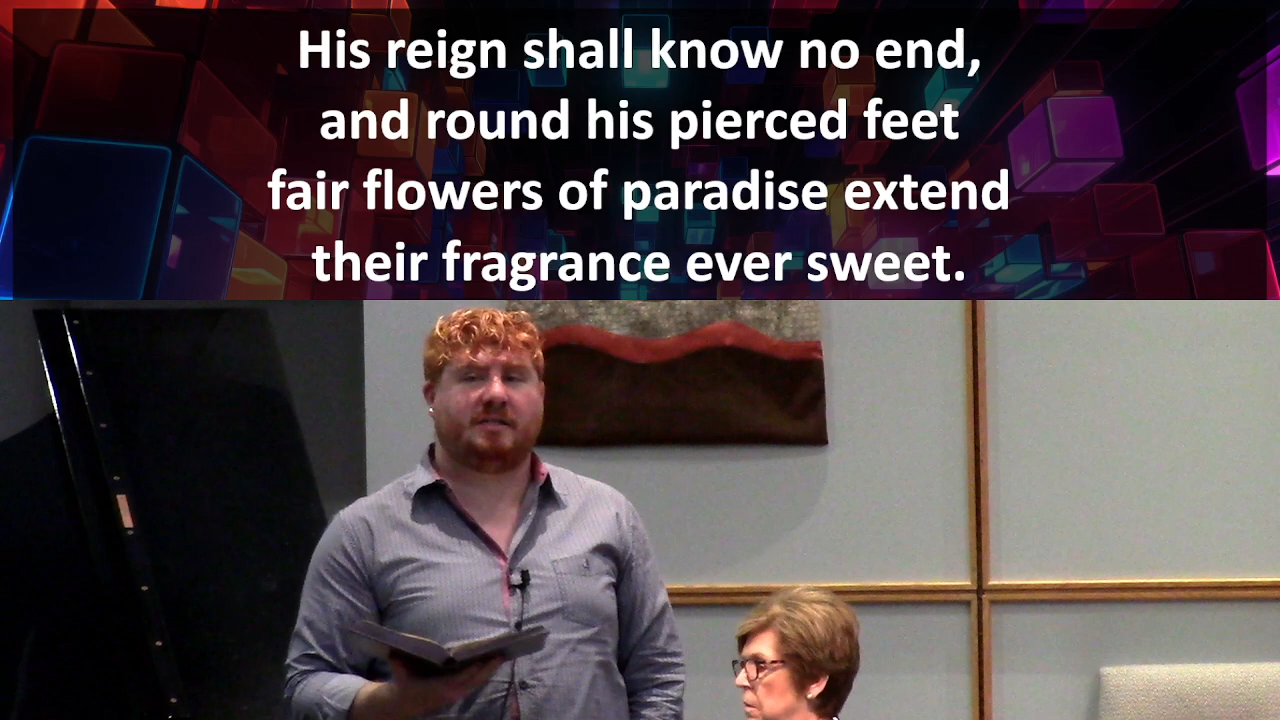 His reign shall know no end,
and round his pierced feet
fair flowers of paradise extend
their fragrance ever sweet.